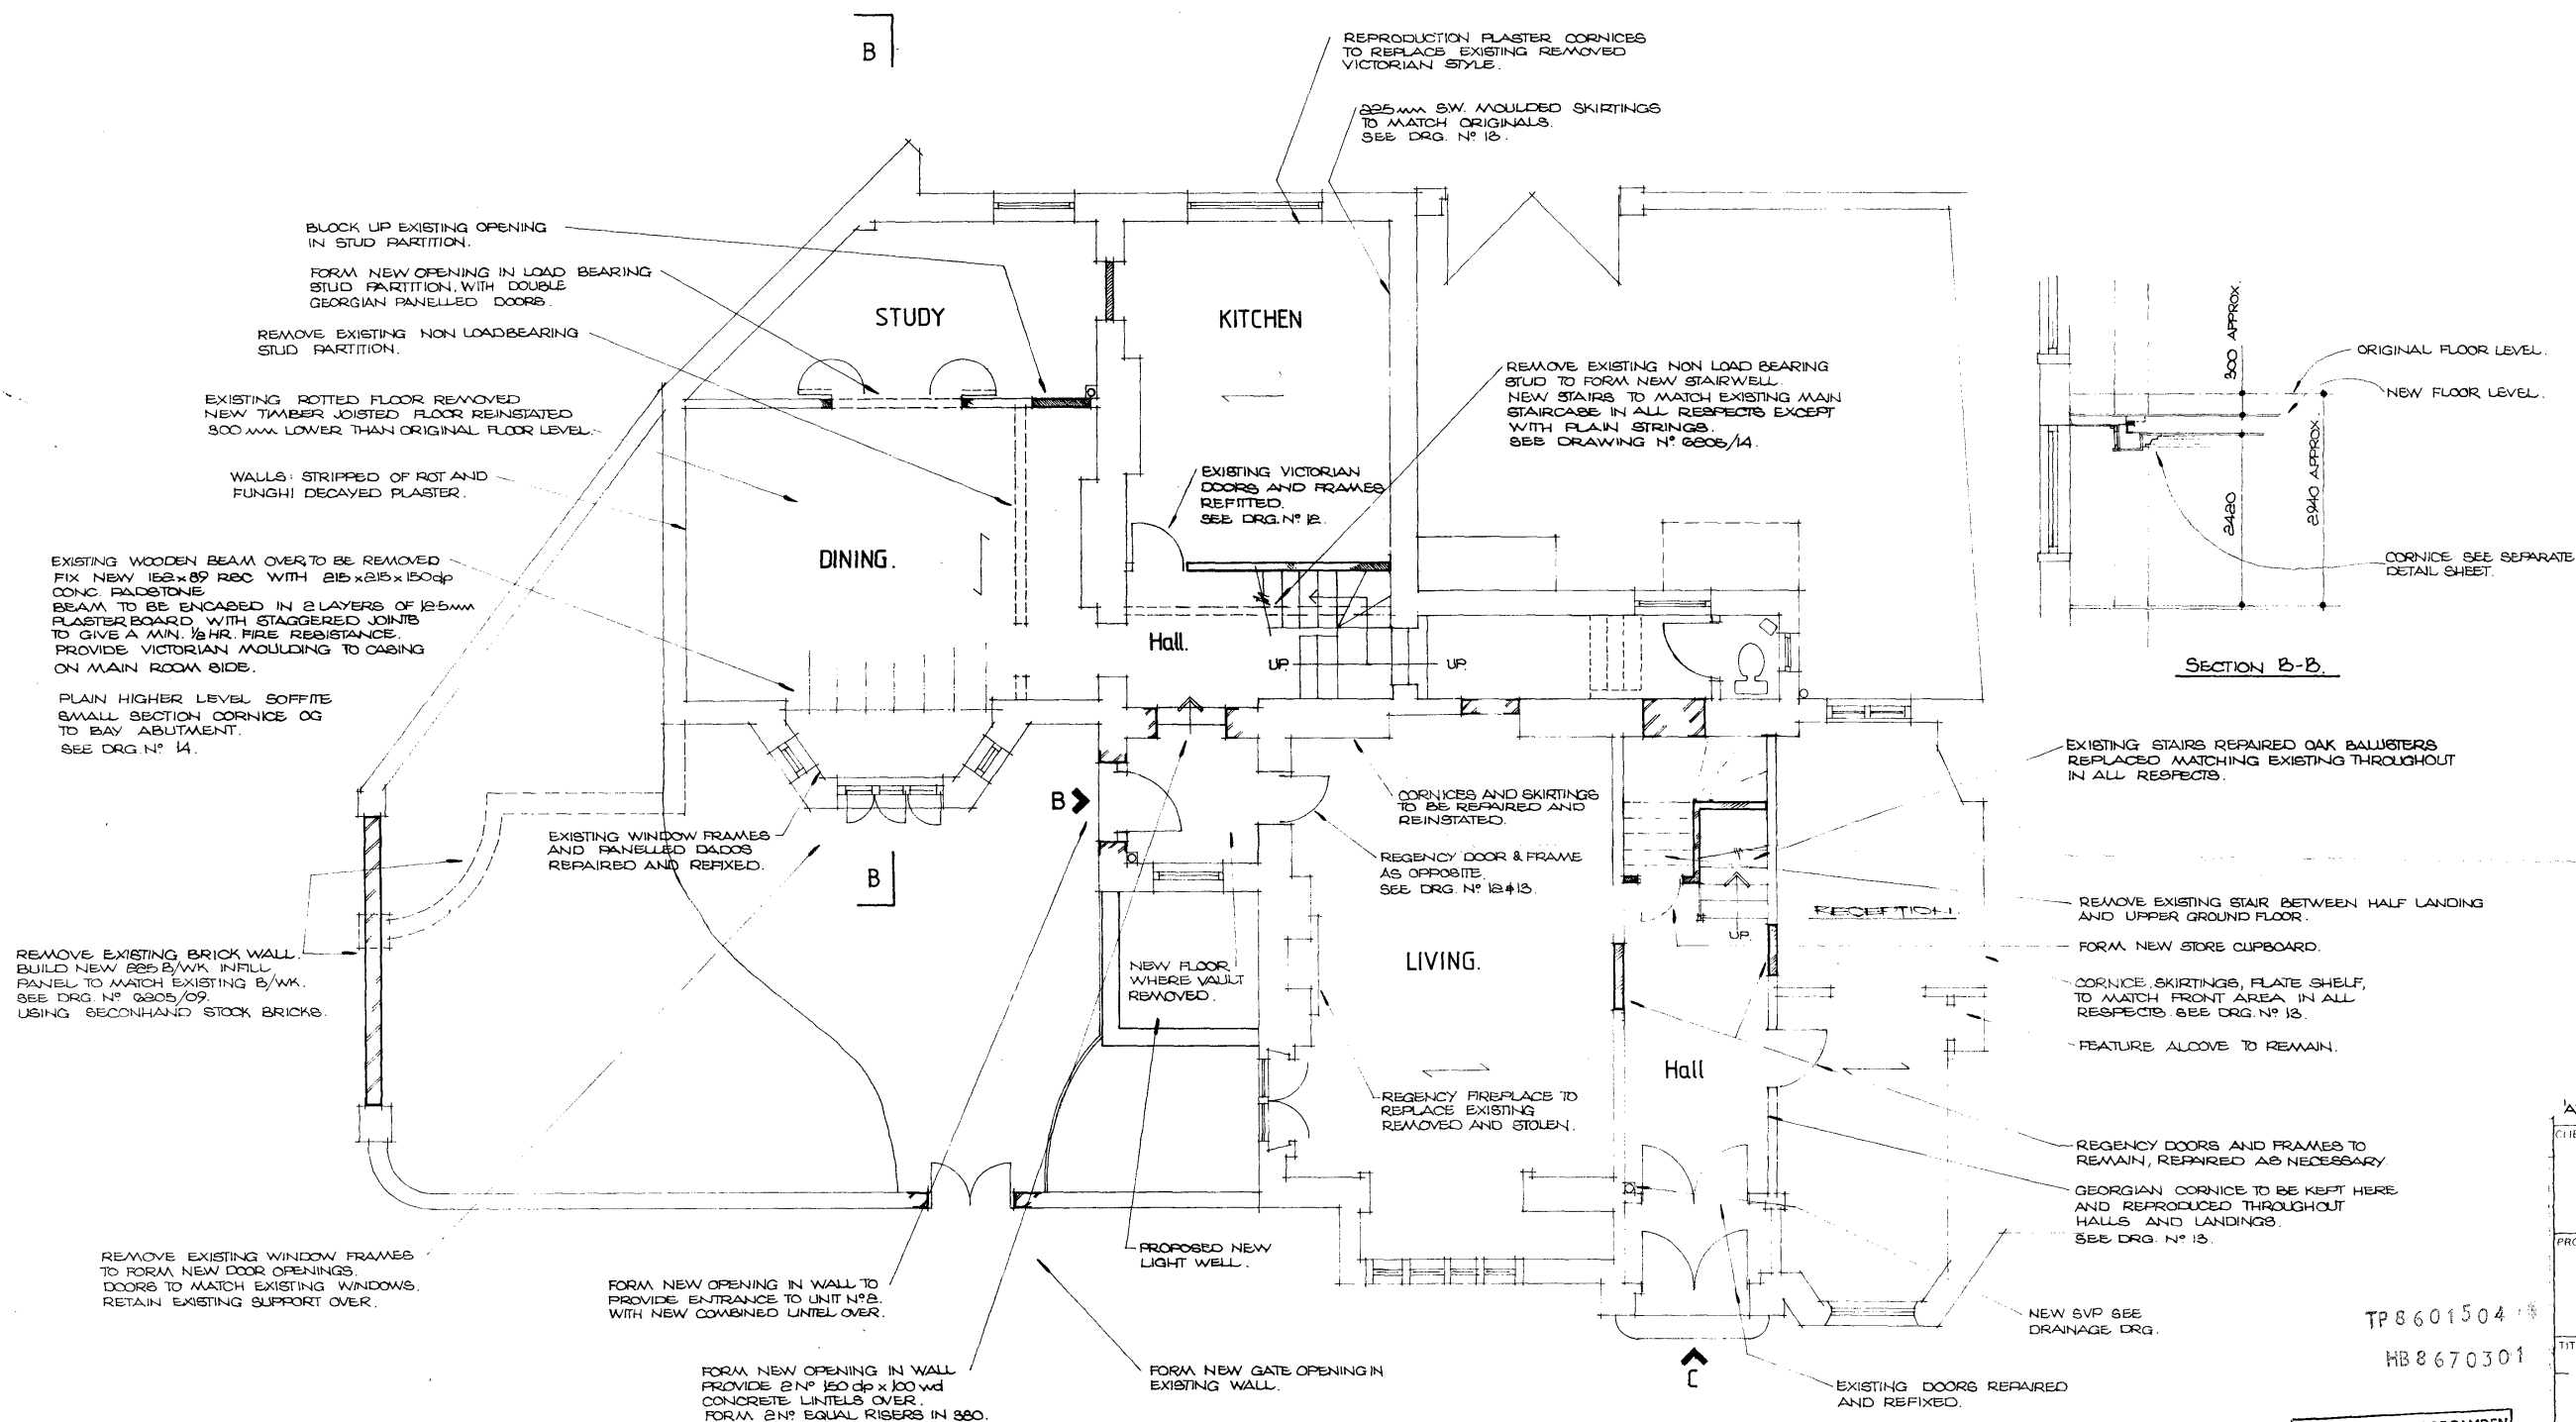 B
REPRODUCTION PLASTER CORNICES
TO REPLACE EXISTING REMOVED
VICTORIAN STYLE.
225mm SW. MOULDED SKIRTINGS
TO MATCH ORIGINALS.
SEE DRG. Nº 13.
BLOCK UP EXISTING OPENING
IN STUD PARTITION.
FORM NEW OPENING IN LOAD BEARING
STUD PARTITION. WITH DOUBLE
GEORGIAN PANELLED DOORS.
REMOVE EXISTING NON LOADBEARING
STUD PARTITION.
EXISTING ROTTED FLOOR REMOVED
NEW TIMBER JOISTED FLOOR REINSTATED
300mm LOWER THAN ORIGINAL FLOOR LEVEL.
WALLS: STRIPPED OF ROT AND
FUNGHI DECAYED PLASTER.
EXISTING WOODEN BEAM OVER TO BE REMOVED
FIX NEW 152x89 RSC WITH 215x215x150dp
CONC. PADSTONE
BEAM TO BE ENCASED IN 2 LAYERS OF 12.5mm
PLASTERBOARD WITH STAGGERED JOINTS
TO GIVE A MIN. 1/2 HR. FIRE RESISTANCE.
PROVIDE VICTORIAN MOULDING TO CASING
ON MAIN ROOM SIDE.
PLAIN HIGHER LEVEL SOFFITE
SMALL SECTION CORNICE OG
TO BAY ABUTMENT.
SEE DRG. Nº 14.
STUDY
KITCHEN
DINING.
Hall.
UP.
UP.
REMOVE EXISTING NON LOAD BEARING
STUD TO FORM NEW STAIRWELL.
NEW STAIRS TO MATCH EXISTING MAIN
STAIRCASE IN ALL RESPECTS EXCEPT
WITH PLAIN STRINGS.
SEE DRAWING Nº 6805/14.
EXISTING VICTORIAN
DOORS AND FRAMES
REFITTED.
SEE DRG. Nº 12.
300 APPROX.
2420
2940 APPROX.
ORIGINAL FLOOR LEVEL.
NEW FLOOR LEVEL.
CORNICE SEE SEPARATE
DETAIL SHEET.
SECTION B-B.
EXISTING STAIRS REPAIRED OAK BALUSTERS
REPLACED MATCHING EXISTING THROUGHOUT
IN ALL RESPECTS.
B
B
EXISTING WINDOW FRAMES
AND PANELLED DADOS
REPAIRED AND REFIXED.
CORNICES AND SKIRTINGS
TO BE REPAIRED AND
REINSTATED.
REGENCY DOOR & FRAME
AS OPPOSITE.
SEE DRG. Nº 12&13.
RECEPTION.
UP.
REMOVE EXISTING STAIR BETWEEN HALF LANDING
AND UPPER GROUND FLOOR.
FORM NEW STORE CUPBOARD.
CORNICE, SKIRTINGS, PLATE SHELF,
TO MATCH FRONT AREA IN ALL
RESPECTS. SEE DRG. Nº 13.
FEATURE ALCOVE TO REMAIN.
REMOVE EXISTING BRICK WALL.
BUILD NEW 225 B/WK INFILL
PANEL TO MATCH EXISTING B/WK.
SEE DRG. Nº 6805/09.
USING SECONHAND STOCK BRICKS.
NEW FLOOR
WHERE VAULT
REMOVED.
LIVING.
Hall
REGENCY FIREPLACE TO
REPLACE EXISTING
REMOVED AND STOLEN.
REGENCY DOORS AND FRAMES TO
REMAIN, REPAIRED AS NECESSARY.
GEORGIAN CORNICE TO BE KEPT HERE
AND REPRODUCED THROUGHOUT
HALLS AND LANDINGS.
SEE DRG. Nº 13.
REMOVE EXISTING WINDOW FRAMES
TO FORM NEW DOOR OPENINGS.
DOORS TO MATCH EXISTING WINDOWS.
RETAIN EXISTING SUPPORT OVER.
FORM NEW OPENING IN WALL TO
PROVIDE ENTRANCE TO UNIT Nº 2.
WITH NEW COMBINED LINTEL OVER.
PROPOSED NEW
LIGHT WELL.
NEW SVP SEE
DRAINAGE DRG.
FORM NEW OPENING IN WALL
PROVIDE 2Nº 150 dp x 100 wd
CONCRETE LINTELS OVER.
FORM 2Nº EQUAL RISERS IN 380.
FORM NEW GATE OPENING IN
EXISTING WALL.
C
EXISTING DOORS REPAIRED
AND REFIXED.
TP8601504
HB8670301